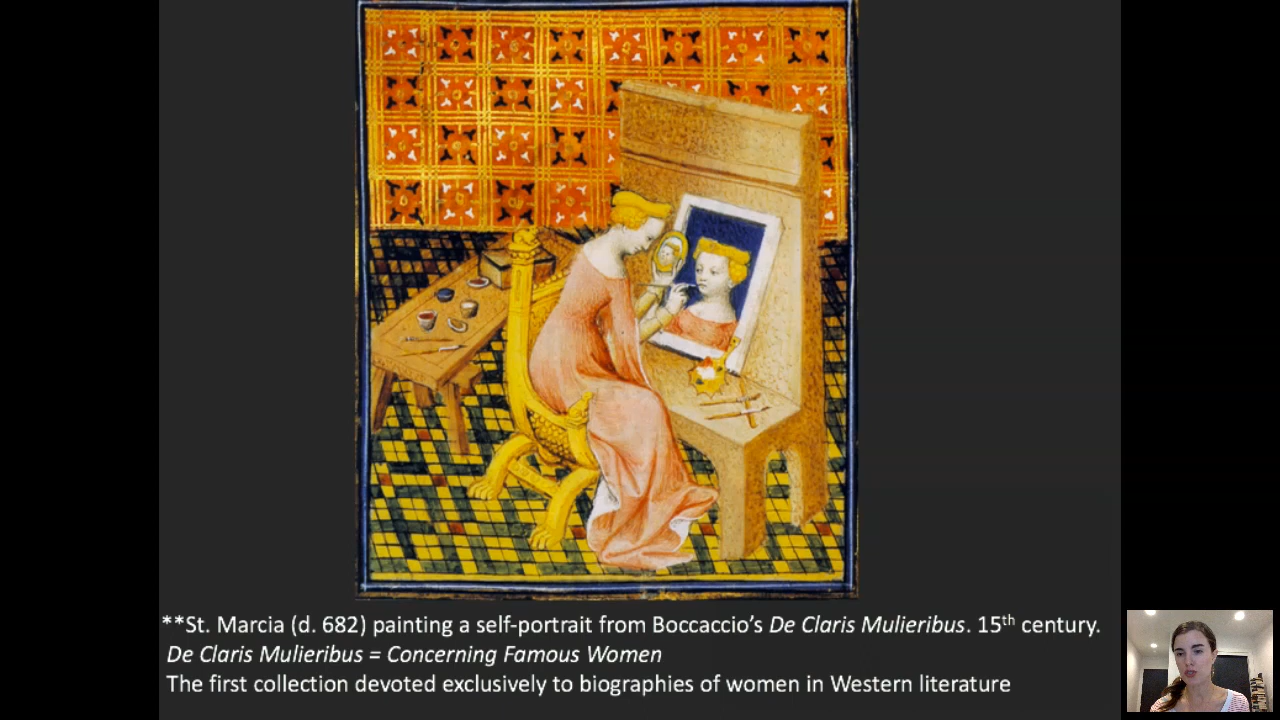 **St. Marcia (d. 682) painting a self-portrait from Boccaccio's De Claris Mulieribus. 15th century.
De Claris Mulieribus = Concerning Famous Women
The first collection devoted exclusively to biographies of women in Western literature